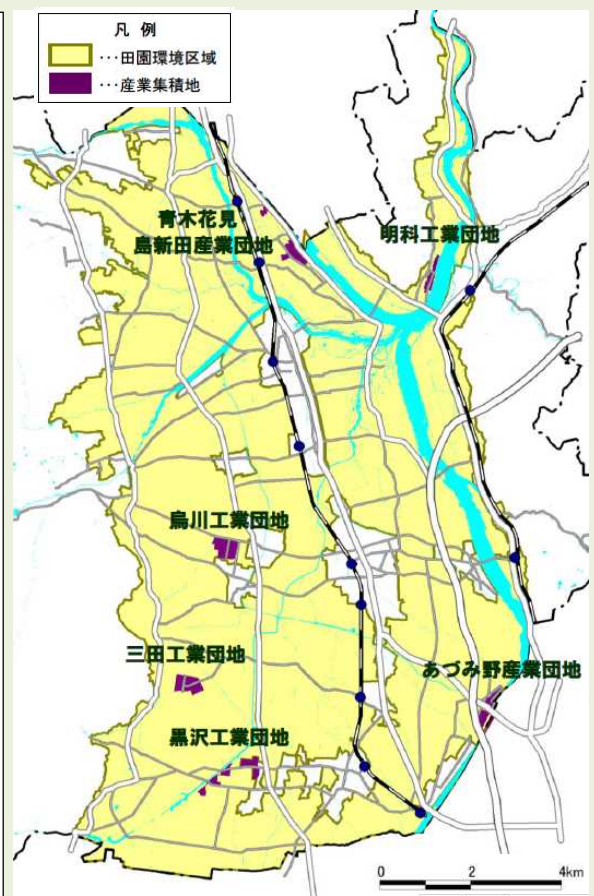 凡 例
･･･田園環境区域
･･･産業集積地
青木花見
島新田産業団地
明科工業団地
烏川工業団地
三田工業団地
あづみ野産業団地
黒沢工業団地
0 2 4km